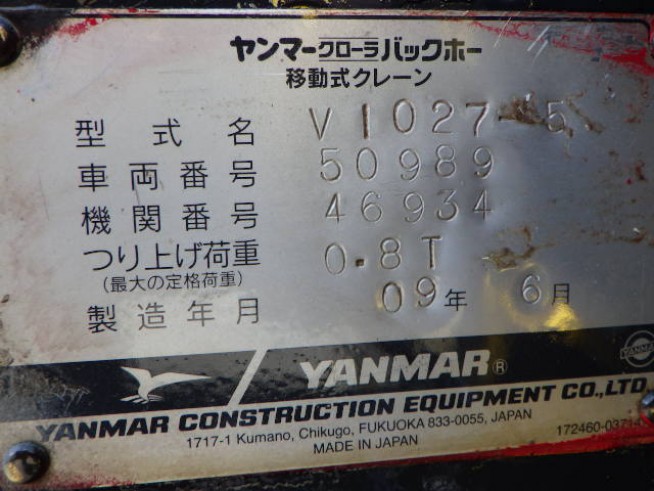 ヤンマークローラバックホー
移動式クレーン
型式名 V1027-5
車両番号 50989
機関番号 46934
つり上げ荷重 0.8T
(最大の定格荷重)
製造年月 09年 6月
YANMAR®
YANMAR CONSTRUCTION EQUIPMENT CO.,LTD.
1717-1 Kumano, Chikugo, FUKUOKA 833-0055, JAPAN
MADE IN JAPAN